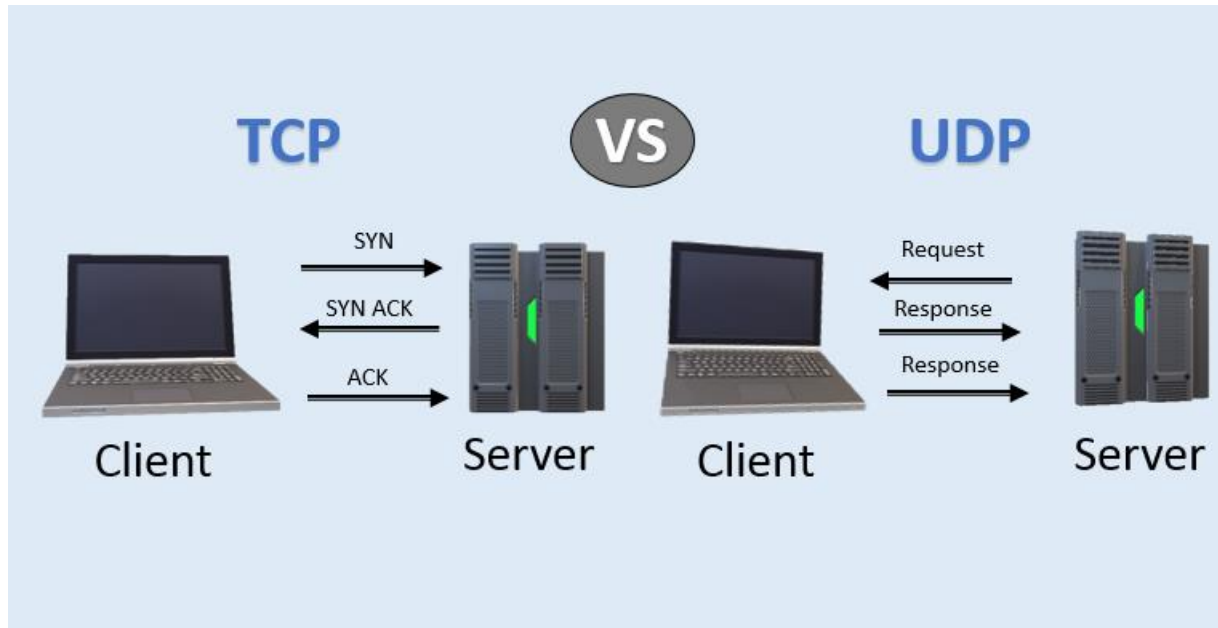 TCP
VS
UDP
SYN
SYN ACK
ACK
Client
Server
Request
Response
Response
Client
Server